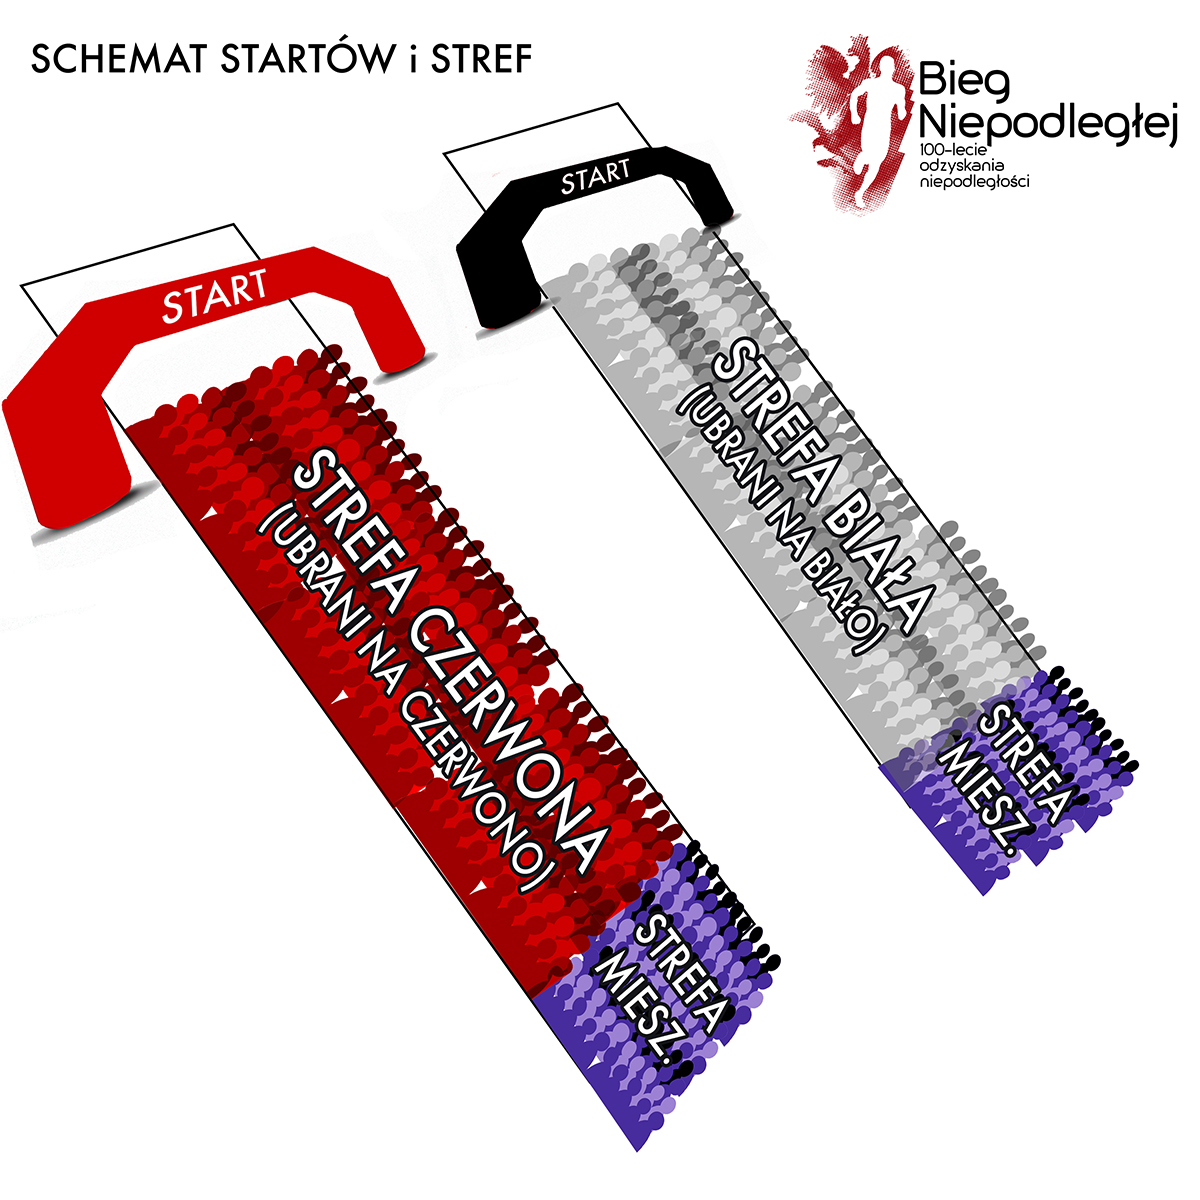 SCHEMAT STARTÓW i STREF
Bieg
Niepodległej
100-lecie
odzyskania
niepodległości
START
START
STREFA CZERWONA
(UBRANI NA CZERWONO)
STREFA
MIESZ.
STREFA BIAŁA
(UBRANI NA BIAŁO)
STREFA
MIESZ.